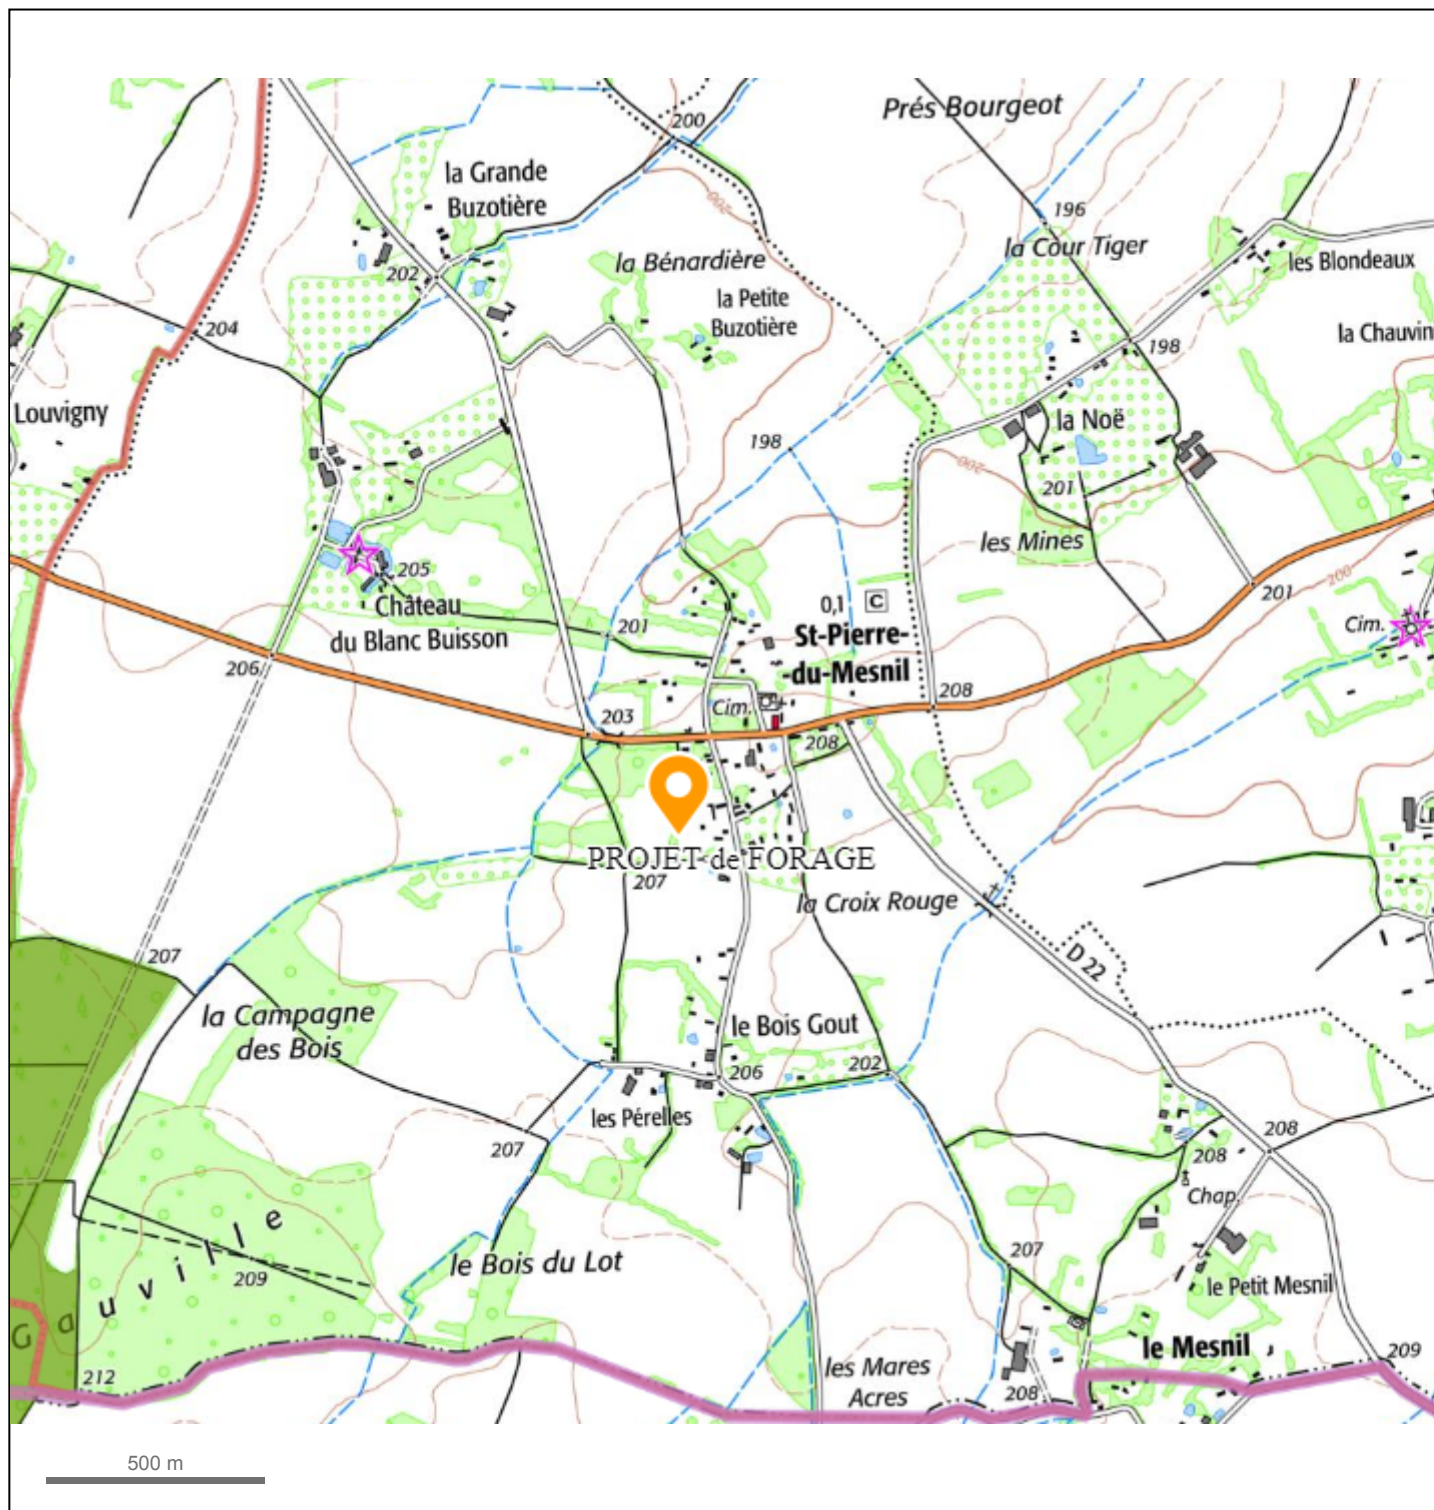 Prés Bourgeot
200
la Grande
Buzotière
200
196
la Cour Tiger
les Blondeaux
la Bénardière
202
la Petite
Buzotière
204
198
la Chauvin
Louvigny
la Noë
198
200
201
les Mines
205
200
201
Château
du Blanc Buisson
201
0,1
C
St-Pierre-
-du-Mesnil
Cim.
206
208
Cim.
203
208
PROJET de FORAGE
207
la Croix Rouge
D 22
207
la Campagne
des Bois
le Bois Gout
202
206
les Pérelles
207
208
208
Chap.
Gauville
209
le Bois du Lot
207
le Petit Mesnil
le Mesnil
209
212
les Mares
Acres
208
500 m